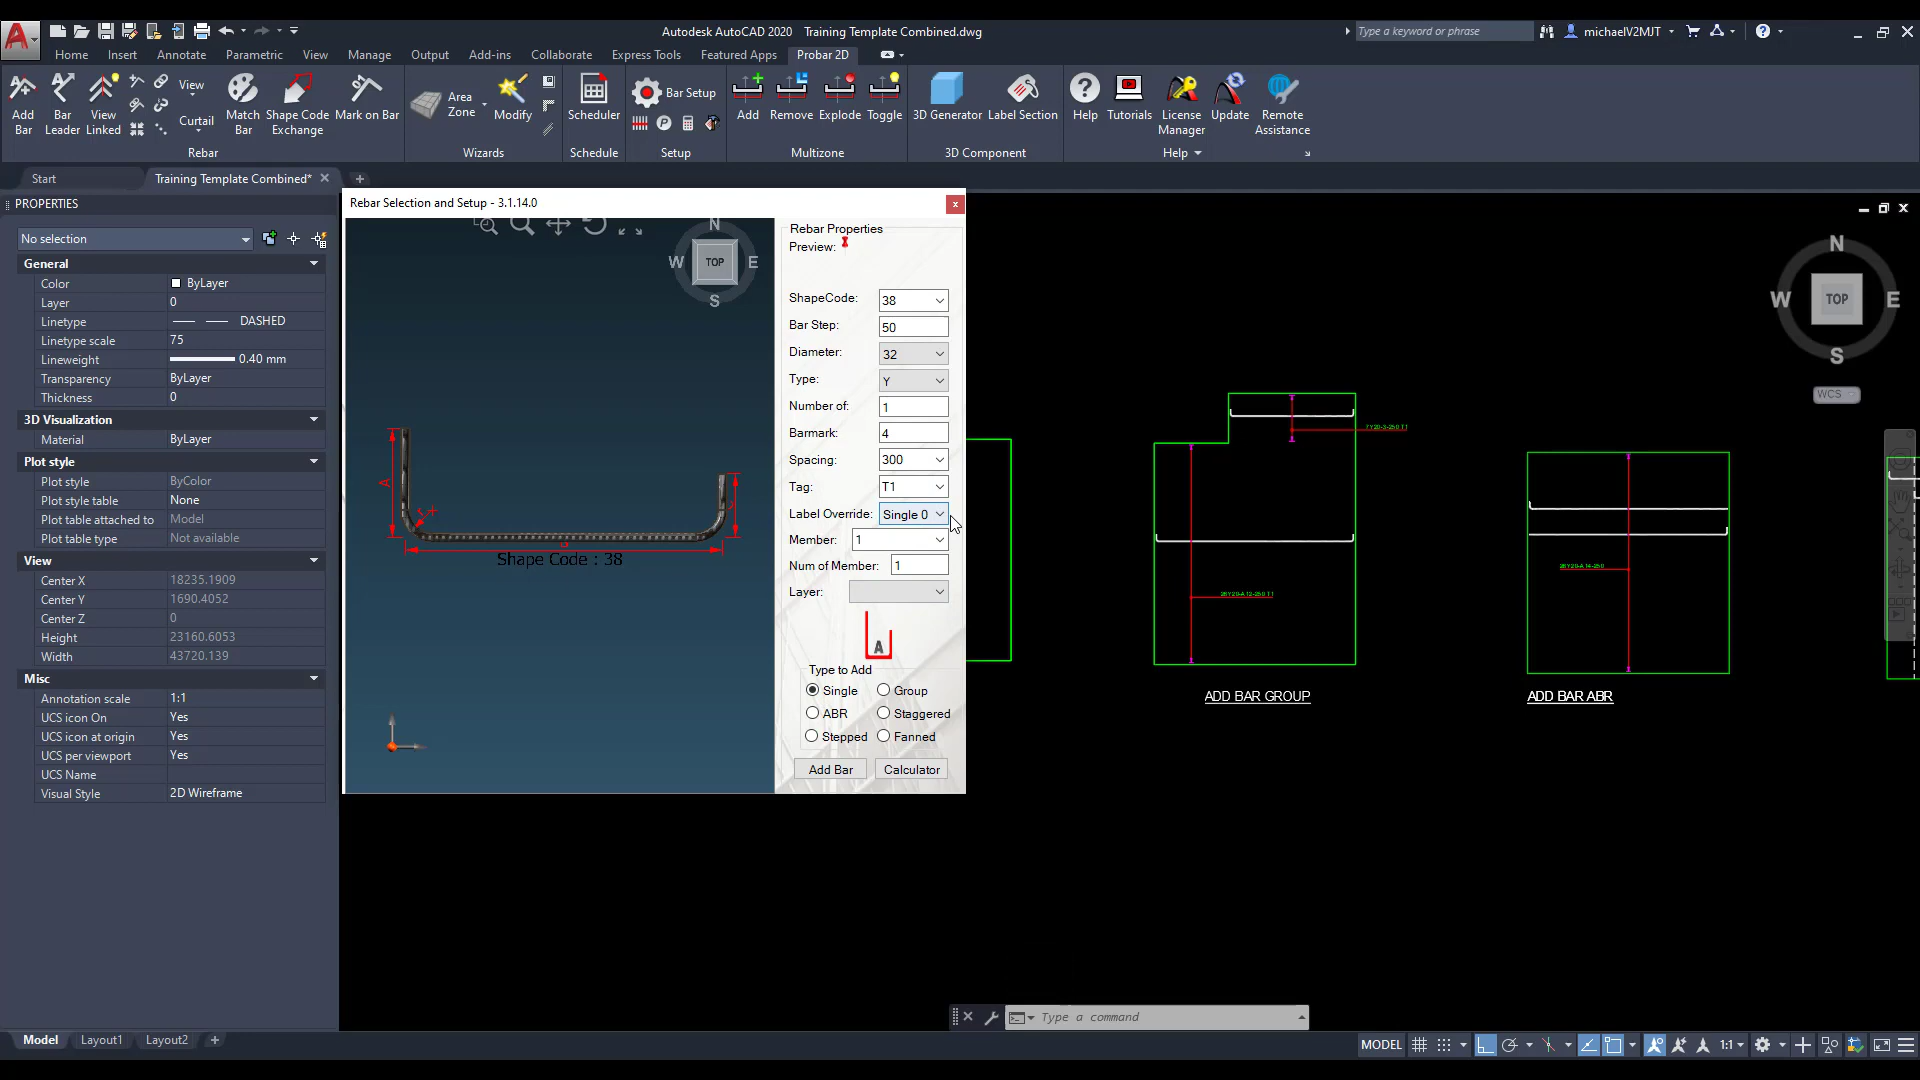 Autodesk AutoCAD 2020 Training Template Combined.dwg
Type a keyword or phrase
michaelV2MJT
Home Insert Annotate Parametric View Manage Output Add-ins Collaborate Express Tools Featured Apps Probar 2D
Add Bar
Bar Leader
View Linked
View
Curtain
Match Bar
Shape Code Exchange
Mark on Bar
Rebar
Area Zone
Modify
Wizards
Scheduler
Schedule
Bar Setup
Setup
Add
Remove
Explode
Toggle
Multizone
3D Generator
Label Section
3D Component
Help
Tutorials
License Manager
Update
Remote Assistance
Help
Start
Training Template Combined*
PROPERTIES
No selection
General
Color ByLayer
Layer 0
Linetype DASHED
Linetype scale 75
Lineweight 0.40 mm
Transparency ByLayer
Thickness 0
3D Visualization
Material ByLayer
Plot style
Plot style ByColor
Plot style table None
Plot table attached to Model
Plot table type Not available
View
Center X 18235.1909
Center Y 1690.4052
Center Z 0
Height 23160.6053
Width 43720.139
Misc
Annotation scale 1:1
UCS icon On Yes
UCS icon at origin Yes
UCS per viewport Yes
UCS Name
Visual Style 2D Wireframe
Rebar Selection and Setup - 3.1.14.0
N
W TOP E
S
A
Shape Code : 38
Rebar Properties
Preview:
ShapeCode: 38
Bar Step: 50
Diameter: 32
Type: Y
Number of: 1
Barmark: 4
Spacing: 300
Tag: T1
Label Override: Single 0
Member: 1
Num of Member: 1
Layer:
A
Type to Add
Single Group
ABR Staggered
Stepped Fanned
Add Bar Calculator
7Y20-3-250 T1
26Y20-A 12-250 T1
ADD BAR GROUP
26Y20-A 14-250
ADD BAR ABR
N
W TOP E
S
WCS
Type a command
Model Layout1 Layout2
MODEL
1:1